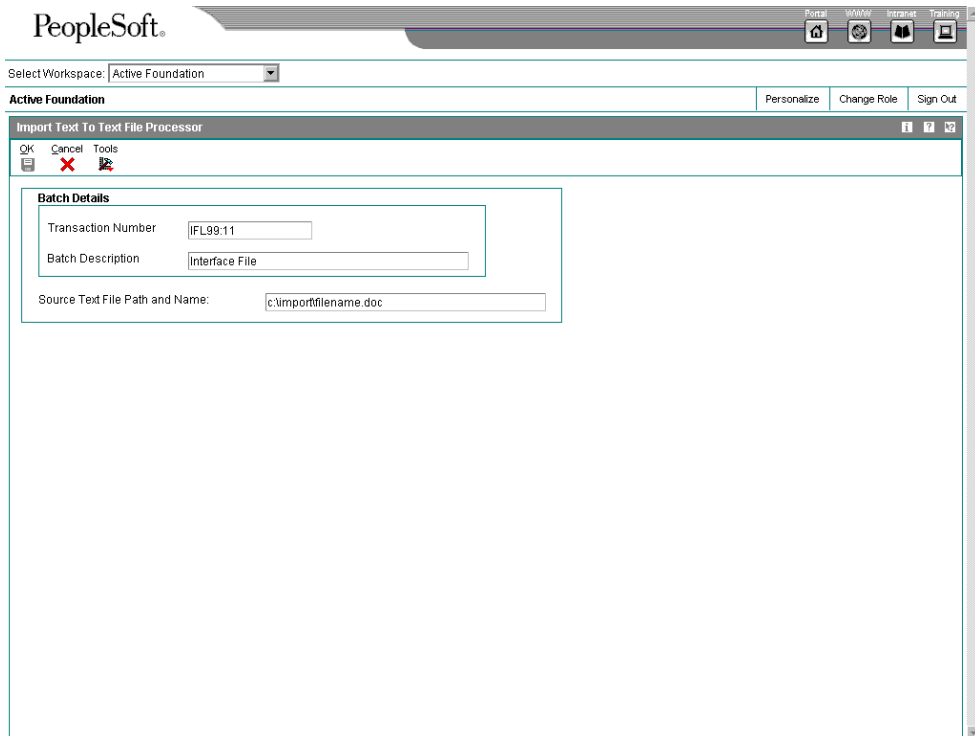 Portal WWW Intranet Training
PeopleSoft.
Select Workspace: Active Foundation
Active Foundation Personalize Change Role Sign Out
Import Text To Text File Processor
OK Cancel Tools
Batch Details
Transaction Number IFL99:11
Batch Description Interface File
Source Text File Path and Name: c:\import\filename.doc